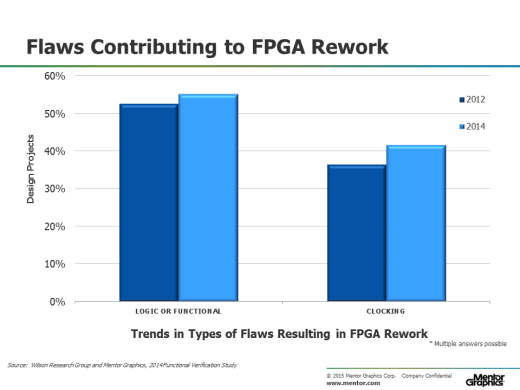 Flaws Contributing to FPGA Rework
60%
50%
40%
30%
20%
10%
0%
Design Projects
2012
2014
LOGIC OR FUNCTIONAL
CLOCKING
Trends in Types of Flaws Resulting in FPGA Rework
* Multiple answers possible
Source: Wilson Research Group and Mentor Graphics, 2014 Functional Verification Study
© 2015 Mentor Graphics Corp. Company Confidential
www.mentor.com
Mentor
Graphics